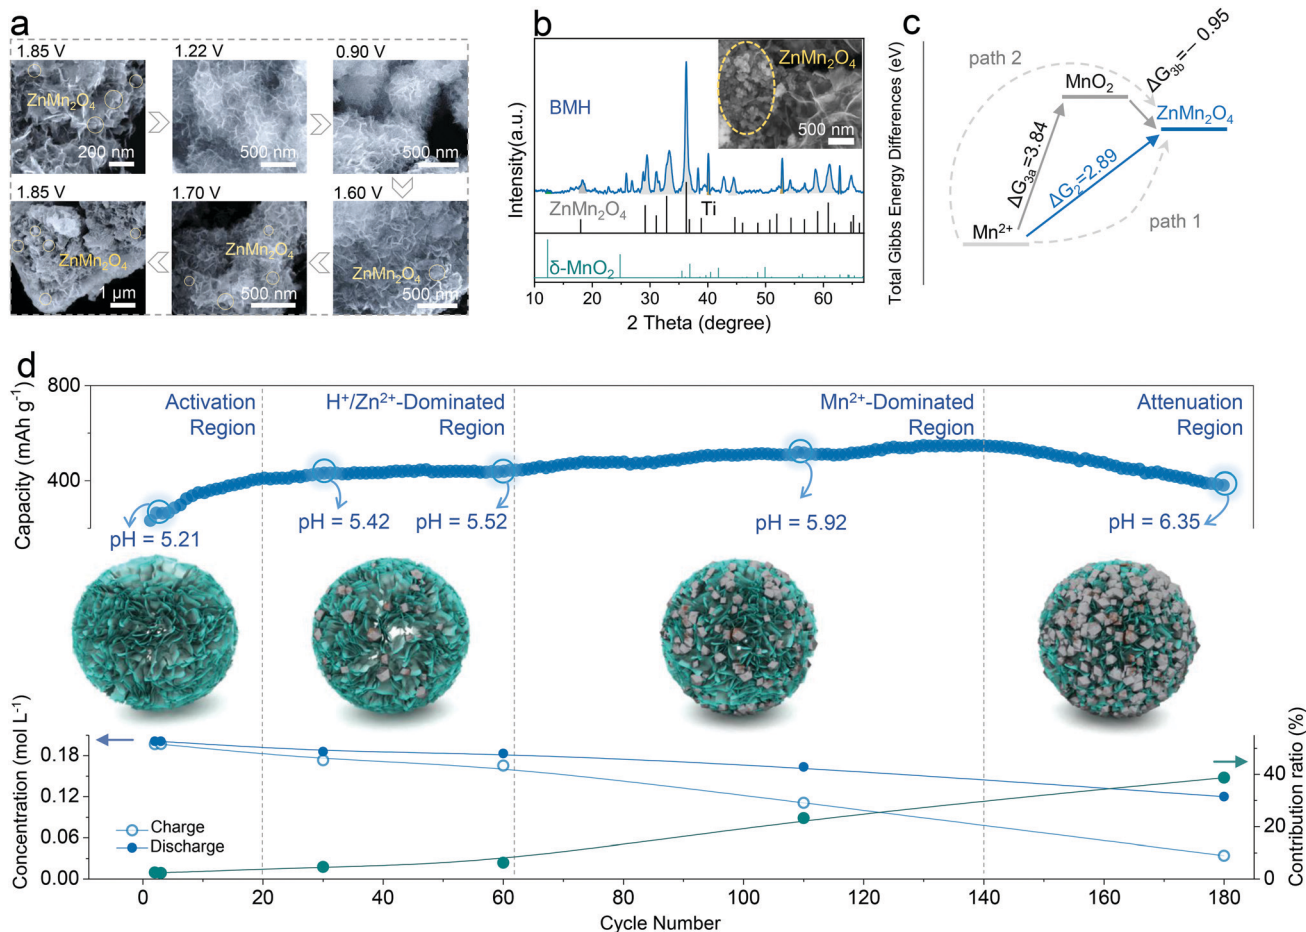 a
1.85 V
1.22 V
0.90 V
ZnMn₂O₄
200 nm
500 nm
500 nm
1.85 V
1.70 V
1.60 V
ZnMn₂O₄
ZnMn₂O₄
ZnMn₂O₄
1 µm
500 nm
500 nm
b
Intensity(a.u.)
BMH
ZnMn₂O₄
500 nm
ZnMn₂O₄
Ti
δ-MnO₂
10 20 30 40 50 60
2 Theta (degree)
c
Total Gibbs Energy Differences (eV)
path 2
MnO₂
ΔG₃b=− 0.95
ZnMn₂O₄
ΔG₃ₐ=3.84
ΔG₂=2.89
Mn²⁺
path 1
d
Capacity (mAh g⁻¹)
800
400
Activation
Region
H⁺/Zn²⁺-Dominated
Region
Mn²⁺-Dominated
Region
Attenuation
Region
pH = 5.21
pH = 5.42
pH = 5.52
pH = 5.92
pH = 6.35
Concentration (mol L⁻¹)
0.18
0.12
0.06
0.00
Charge
Discharge
Contribution ratio (%)
40
20
0
0 20 40 60 80 100 120 140 160 180
Cycle Number